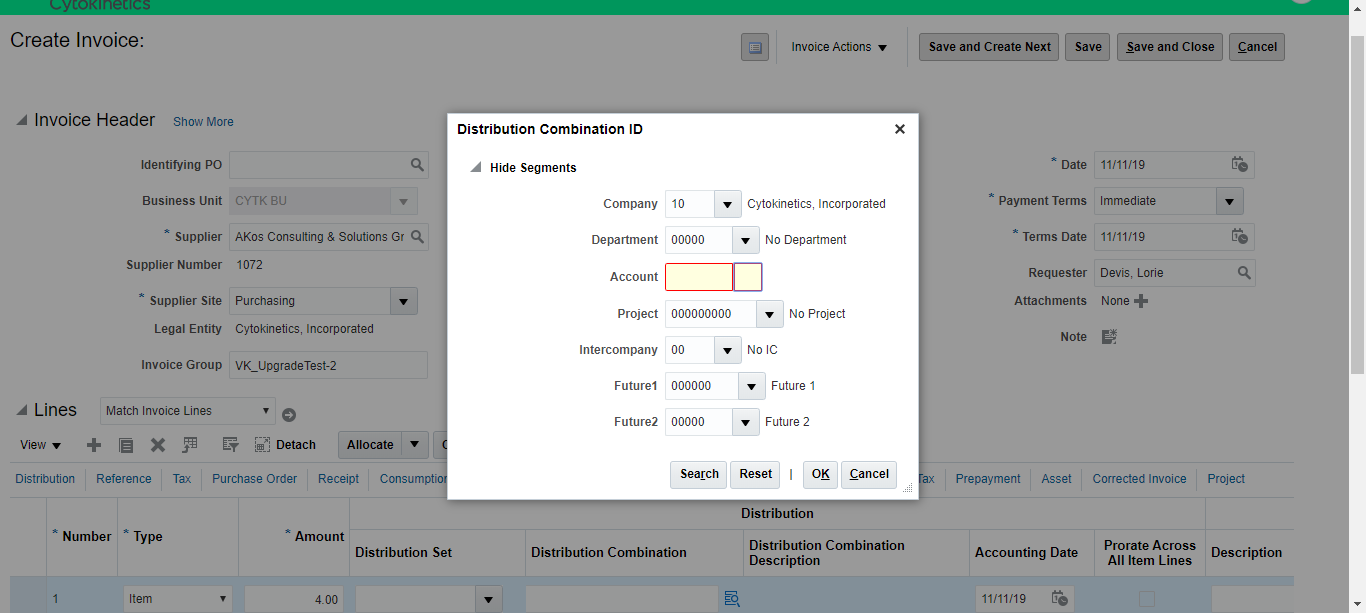 Cytokinetics
Create Invoice:
Invoice Actions
Save and Create Next
Save
Save and Close
Cancel
Invoice Header
Show More
Identifying PO
Business Unit CYTK BU
* Supplier AKos Consulting & Solutions Gr
Supplier Number 1072
* Supplier Site Purchasing
Legal Entity Cytokinetics, Incorporated
Invoice Group VK_UpgradeTest-2
* Date 11/11/19
* Payment Terms Immediate
* Terms Date 11/11/19
Requester Devis, Lorie
Attachments None
Note
Distribution Combination ID
Hide Segments
Company 10 Cytokinetics, Incorporated
Department 00000 No Department
Account
Project 000000000 No Project
Intercompany 00 No IC
Future1 000000 Future 1
Future2 00000 Future 2
Search Reset | OK Cancel
Lines Match Invoice Lines
View Detach Allocate
Distribution Reference Tax Purchase Order Receipt Consumption Tax Prepayment Asset Corrected Invoice Project
Distribution
* Number * Type * Amount Distribution Set Distribution Combination Distribution Combination Description Accounting Date Prorate Across All Item Lines Description
1 Item 4.00 11/11/19